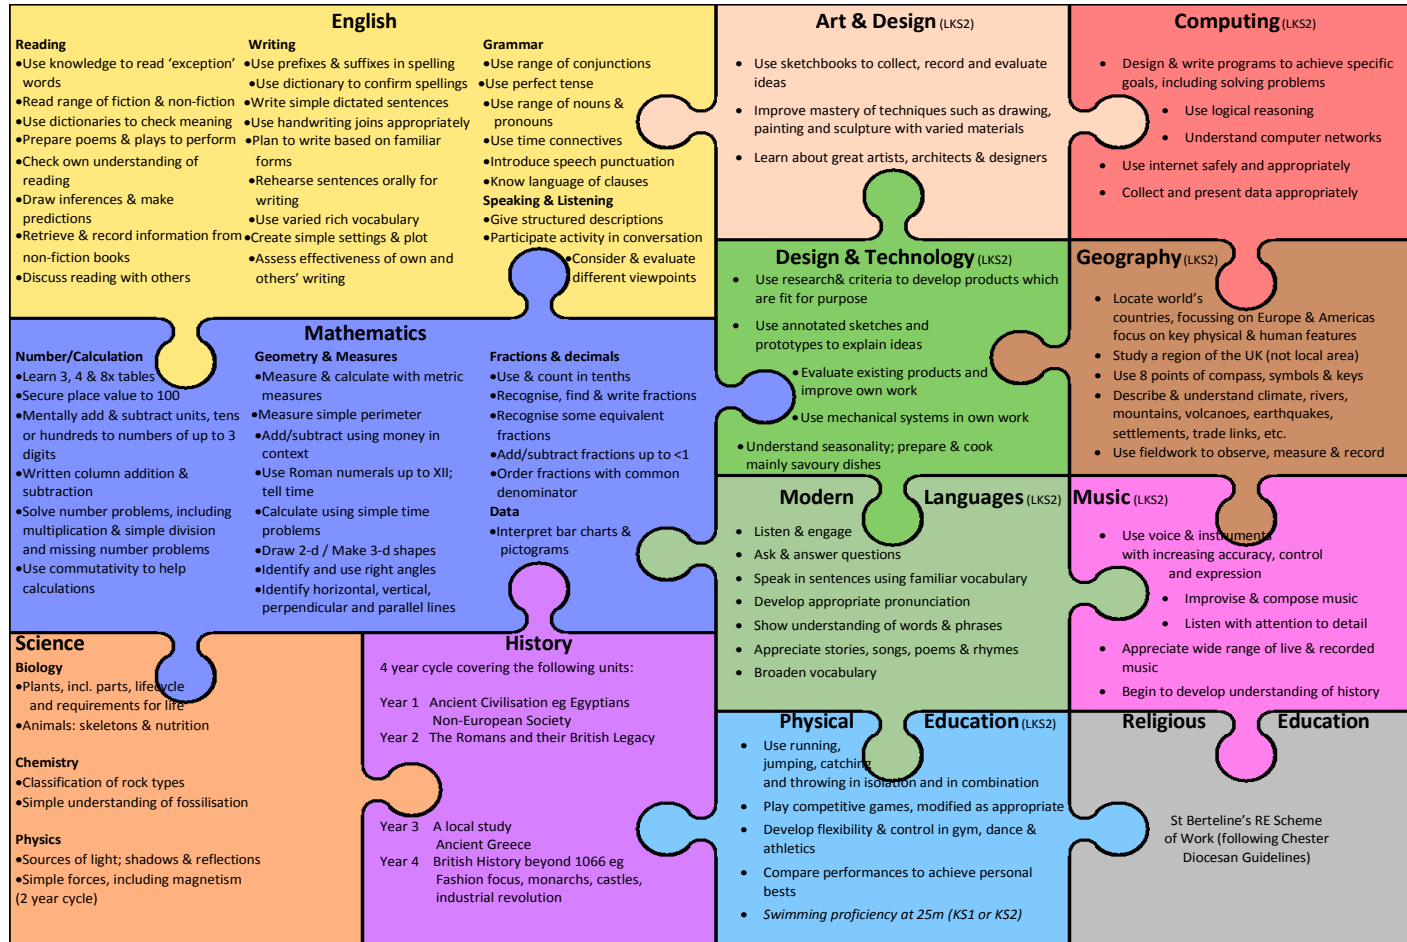 English
Reading
•Use knowledge to read ‘exception’
words
•Read range of fiction & non-fiction
•Use dictionaries to check meaning
•Prepare poems & plays to perform
•Check own understanding of
reading
•Draw inferences & make
predictions
•Retrieve & record information from
non-fiction books
•Discuss reading with others
Writing
•Use prefixes & suffixes in spelling
•Use dictionary to confirm spellings
•Write simple dictated sentences
•Use handwriting joins appropriately
•Plan to write based on familiar
forms
•Rehearse sentences orally for
writing
•Use varied rich vocabulary
•Create simple settings & plot
•Assess effectiveness of own and
others’ writing
Grammar
•Use range of conjunctions
•Use perfect tense
•Use range of nouns &
pronouns
•Use time connectives
•Introduce speech punctuation
•Know language of clauses
Speaking & Listening
•Give structured descriptions
•Participate activity in conversation
•Consider & evaluate
different viewpoints
Art & Design (LKS2)
• Use sketchbooks to collect, record and evaluate
ideas
• Improve mastery of techniques such as drawing,
painting and sculpture with varied materials
• Learn about great artists, architects & designers
Computing (LKS2)
• Design & write programs to achieve specific
goals, including solving problems
• Use logical reasoning
• Understand computer networks
• Use internet safely and appropriately
• Collect and present data appropriately
Mathematics
Number/Calculation
•Learn 3, 4 & 8x tables
•Secure place value to 100
•Mentally add & subtract units, tens
or hundreds to numbers of up to 3
digits
•Written column addition &
subtraction
•Solve number problems, including
multiplication & simple division
and missing number problems
•Use commutativity to help
calculations
Geometry & Measures
•Measure & calculate with metric
measures
•Measure simple perimeter
•Add/subtract using money in
context
•Use Roman numerals up to XII;
tell time
•Calculate using simple time
problems
•Draw 2-d / Make 3-d shapes
•Identify and use right angles
•Identify horizontal, vertical,
perpendicular and parallel lines
Fractions & decimals
•Use & count in tenths
•Recognise, find & write fractions
•Recognise some equivalent
fractions
•Add/subtract fractions up to <1
•Order fractions with common
denominator
Data
•Interpret bar charts &
pictograms
Design & Technology (LKS2)
• Use research& criteria to develop products which
are fit for purpose
• Use annotated sketches and
prototypes to explain ideas
•Evaluate existing products and
improve own work
•Use mechanical systems in own work
•Understand seasonality; prepare & cook
mainly savoury dishes
Geography (LKS2)
• Locate world’s
countries, focussing on Europe & Americas
focus on key physical & human features
• Study a region of the UK (not local area)
• Use 8 points of compass, symbols & keys
• Describe & understand climate, rivers,
mountains, volcanoes, earthquakes,
settlements, trade links, etc.
• Use fieldwork to observe, measure & record
Modern Languages (LKS2)
• Listen & engage
• Ask & answer questions
• Speak in sentences using familiar vocabulary
• Develop appropriate pronunciation
• Show understanding of words & phrases
• Appreciate stories, songs, poems & rhymes
• Broaden vocabulary
Music (LKS2)
• Use voice & instruments
with increasing accuracy, control
and expression
• Improvise & compose music
• Listen with attention to detail
• Appreciate wide range of live & recorded
music
• Begin to develop understanding of history
Science
Biology
•Plants, incl. parts, lifecycle
and requirements for life
•Animals: skeletons & nutrition
Chemistry
•Classification of rock types
•Simple understanding of fossilisation
Physics
•Sources of light; shadows & reflections
•Simple forces, including magnetism
(2 year cycle)
History
4 year cycle covering the following units:
Year 1 Ancient Civilisation eg Egyptians
Non-European Society
Year 2 The Romans and their British Legacy
Year 3 A local study
Ancient Greece
Year 4 British History beyond 1066 eg
Fashion focus, monarchs, castles,
industrial revolution
Physical Education (LKS2)
• Use running,
jumping, catching
and throwing in isolation and in combination
• Play competitive games, modified as appropriate
• Develop flexibility & control in gym, dance &
athletics
• Compare performances to achieve personal
bests
• Swimming proficiency at 25m (KS1 or KS2)
Religious Education
St Berteline’s RE Scheme
of Work (following Chester
Diocesan Guidelines)